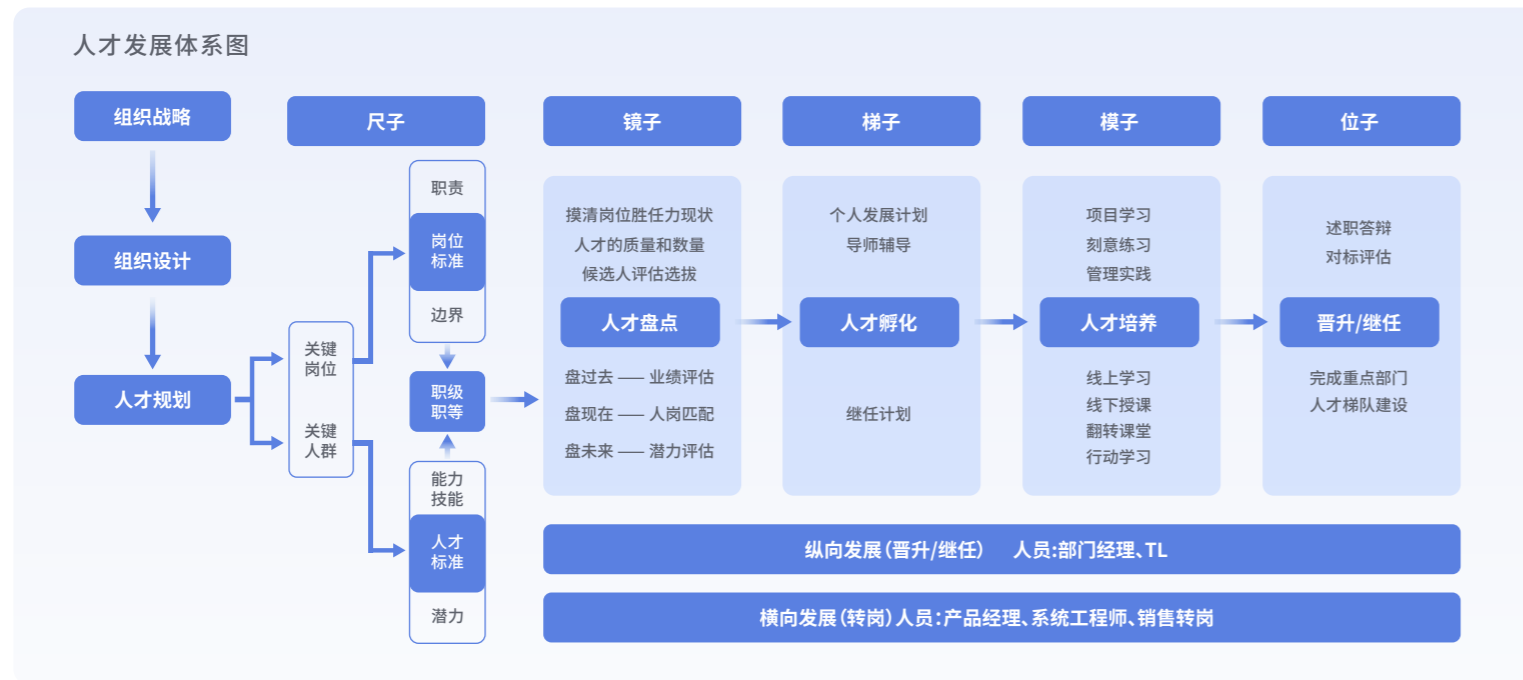 人才发展体系图
组织战略
组织设计
人才规划
尺子
关键
岗位
关键
人群
职责
岗位
标准
边界
职级
职等
能力
技能
人才
标准
潜力
镜子
摸清岗位胜任力现状
人才的质量和数量
候选人评估选拔
人才盘点
盘过去 —— 业绩评估
盘现在 —— 人岗匹配
盘未来 —— 潜力评估
梯子
个人发展计划
导师辅导
人才孵化
继任计划
模子
项目学习
刻意练习
管理实践
人才培养
线上学习
线下授课
翻转课堂
行动学习
位子
述职答辩
对标评估
晋升/继任
完成重点部门
人才梯队建设
纵向发展（晋升/继任） 人员:部门经理、TL
横向发展（转岗）人员：产品经理、系统工程师、销售转岗